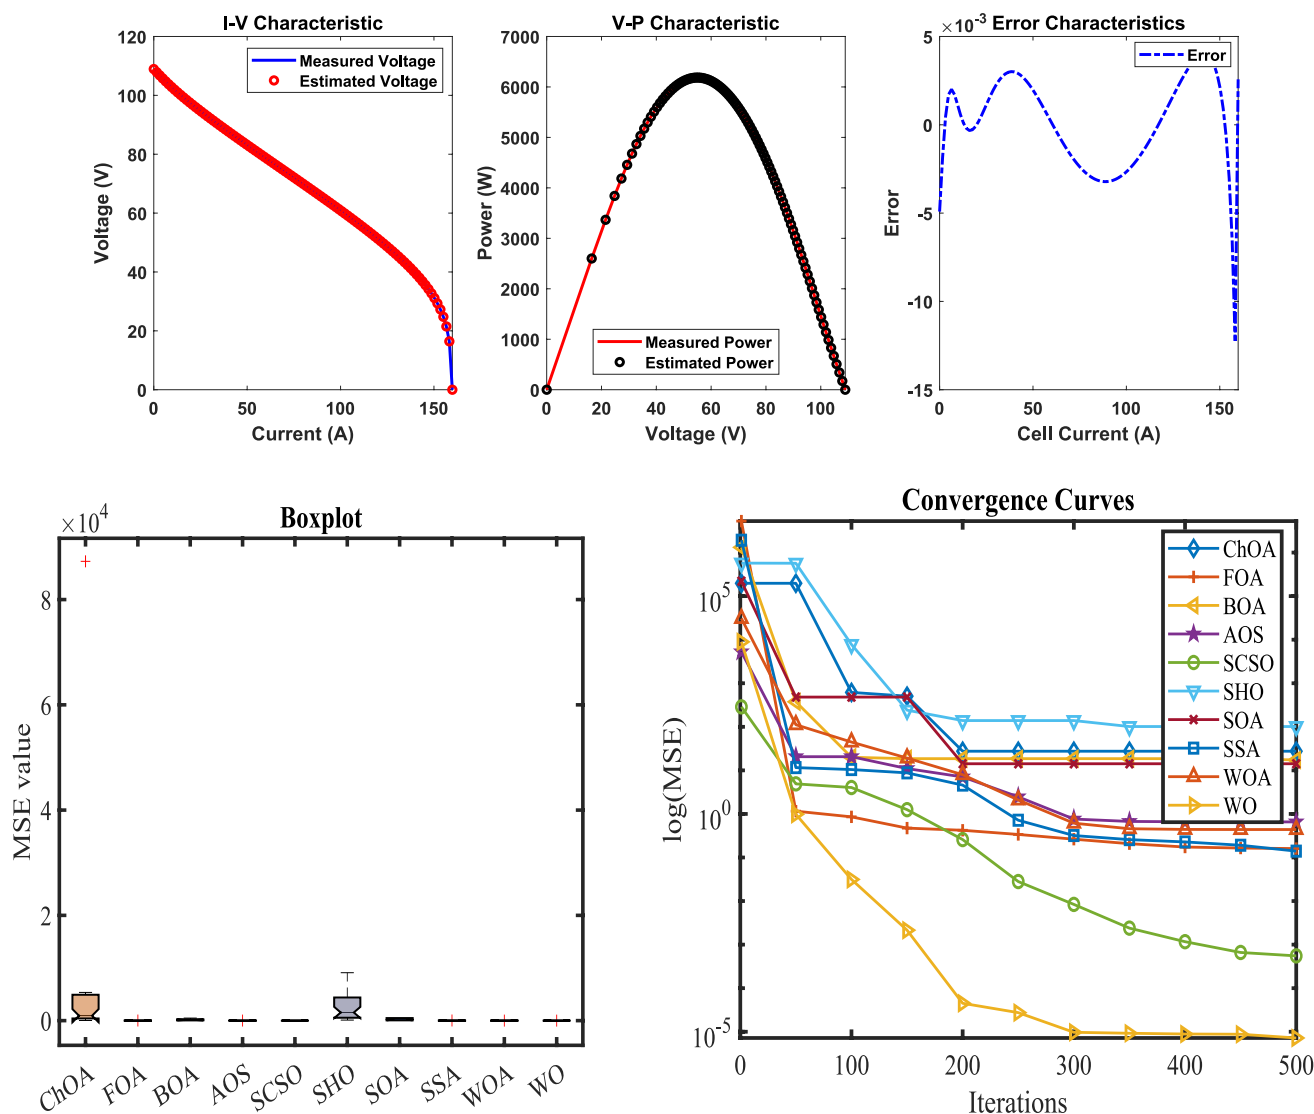 I-V Characteristic
120
100
80
60
40
20
0
0
50
100
150
Voltage (V)
Current (A)
Measured Voltage
Estimated Voltage
V-P Characteristic
7000
6000
5000
4000
3000
2000
1000
0
0
20
40
60
80
100
Power (W)
Voltage (V)
Measured Power
Estimated Power
×10-3 Error Characteristics
5
0
-5
-10
-15
0
50
100
150
Error
Cell Current (A)
Error
Boxplot
×10^4
8
6
4
2
0
MSE value
ChOA
FOA
BOA
AOS
SCSO
SHO
SOA
SSA
WOA
WO
Convergence Curves
10^5
10^0
10^-5
0
100
200
300
400
500
log(MSE)
Iterations
ChOA
FOA
BOA
AOS
SCSO
SHO
SOA
SSA
WOA
WO